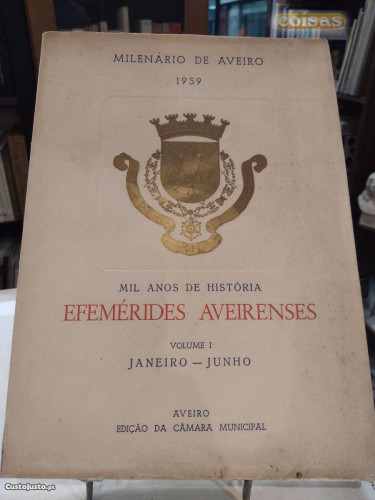 coisas
MILENÁRIO DE AVEIRO
1959
MIL ANOS DE HISTÓRIA
EFEMÉRIDES AVEIRENSES
VOLUME I
JANEIRO — JUNHO
AVEIRO
EDIÇÃO DA CÂMARA MUNICIPAL
CustoJusto.pt